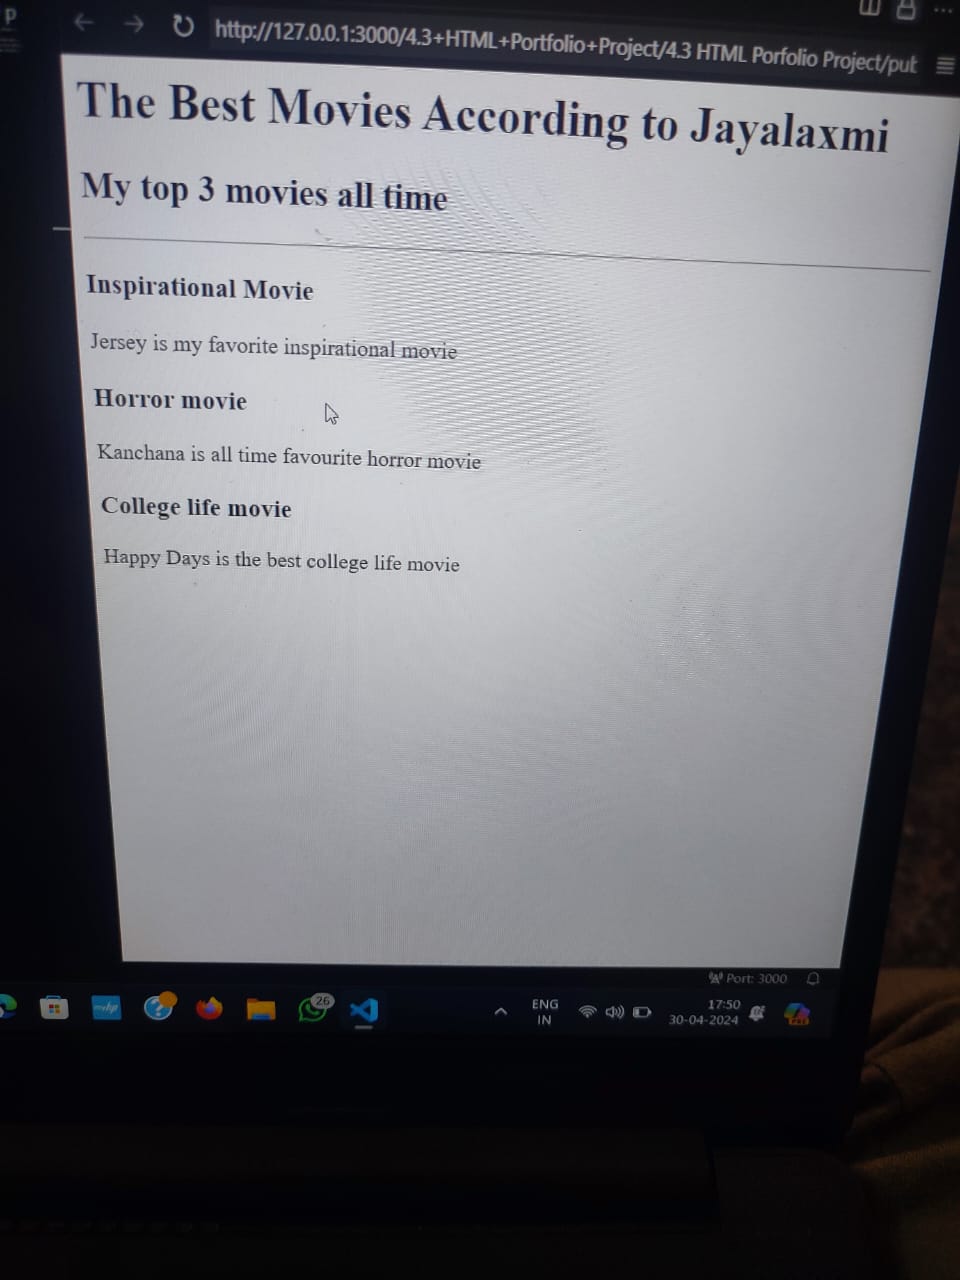 P
http://127.0.0.1:3000/4.3+HTML+Portfolio+Project/4.3 HTML Porfolio Project/put
The Best Movies According to Jayalaxmi
My top 3 movies all time
Inspirational Movie
Jersey is my favorite inspirational movie
Horror movie
Kanchana is all time favourite horror movie
College life movie
Happy Days is the best college life movie
Port: 3000
myhp
26
ENG
IN
17:50
30-04-2024